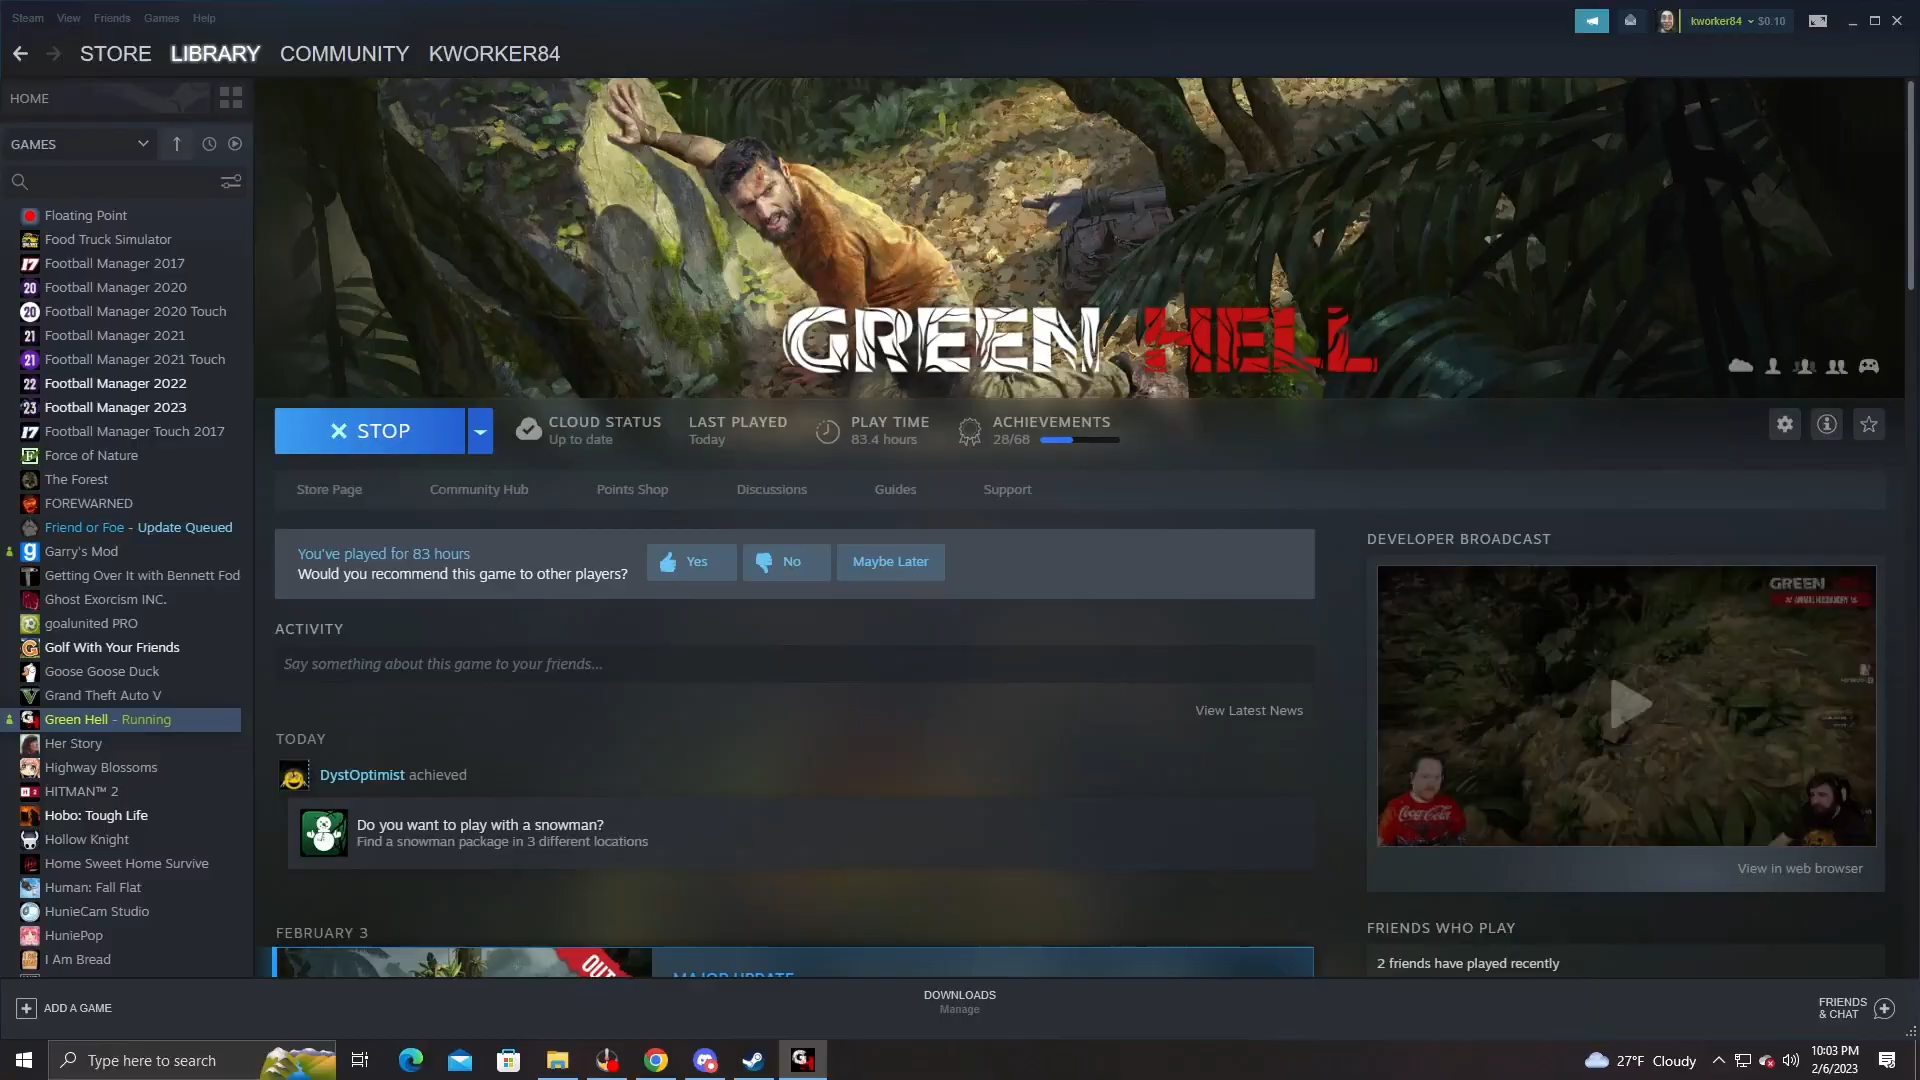 Steam View Friends Games Help
kworker84 $0.10
STORE LIBRARY COMMUNITY KWORKER84
HOME
GAMES
Floating Point
Food Truck Simulator
Football Manager 2017
Football Manager 2020
Football Manager 2020 Touch
Football Manager 2021
Football Manager 2021 Touch
Football Manager 2022
Football Manager 2023
Football Manager Touch 2017
Force of Nature
The Forest
FOREWARNED
Friend or Foe - Update Queued
Garry's Mod
Getting Over It with Bennett Fod
Ghost Exorcism INC.
goalunited PRO
Golf With Your Friends
Goose Goose Duck
Grand Theft Auto V
Green Hell - Running
Her Story
Highway Blossoms
HITMAN™ 2
Hobo: Tough Life
Hollow Knight
Home Sweet Home Survive
Human: Fall Flat
HunieCam Studio
HuniePop
I Am Bread
GREEN HELL
STOP
CLOUD STATUS
Up to date
LAST PLAYED
Today
PLAY TIME
83.4 hours
ACHIEVEMENTS
28/68
Store Page Community Hub Points Shop Discussions Guides Support
You've played for 83 hours
Would you recommend this game to other players?
Yes No Maybe Later
ACTIVITY
Say something about this game to your friends...
View Latest News
TODAY
DystOptimist achieved
Do you want to play with a snowman?
Find a snowman package in 3 different locations
FEBRUARY 3
OUT
MAJOR UPDATE
DEVELOPER BROADCAST
GREEN
Coca-Cola
View in web browser
FRIENDS WHO PLAY
2 friends have played recently
ADD A GAME
DOWNLOADS
Manage
FRIENDS
& CHAT
Type here to search
27°F Cloudy
10:03 PM
2/6/2023